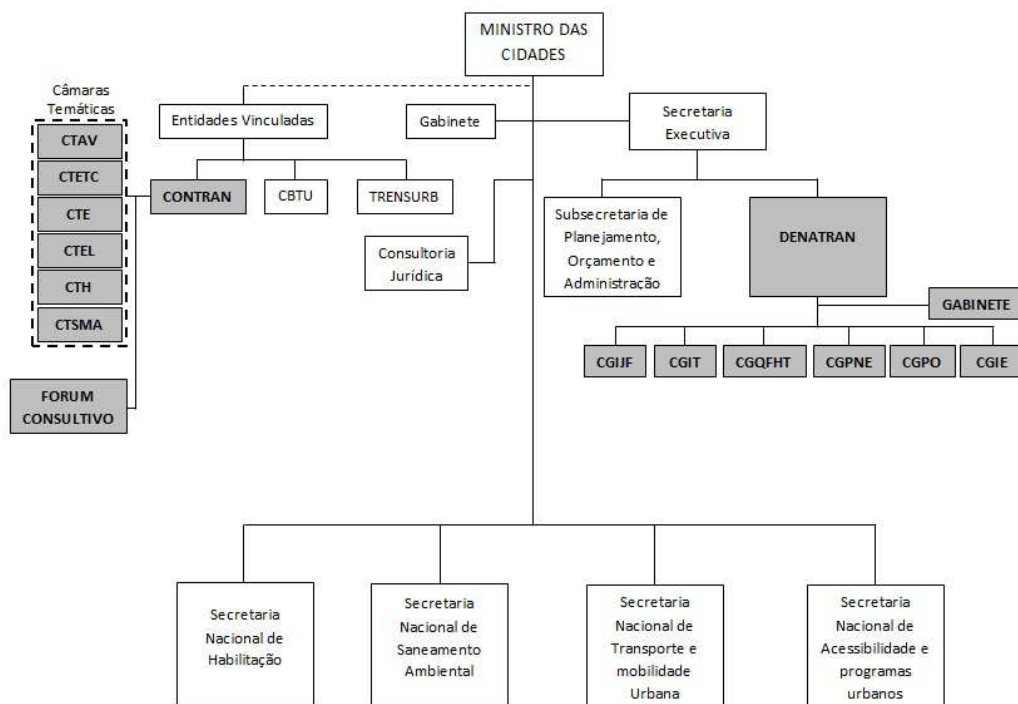 MINISTRO DAS
CIDADES
Câmaras
Temáticas
CTAV
CTETC
CTE
CTEL
CTH
CTSMA
FORUM
CONSULTIVO
Entidades Vinculadas
CONTRAN
CBTU
TRENSURB
Gabinete
Consultoria
Jurídica
Secretaria
Executiva
Subsecretaria de
Planejamento,
Orçamento e
Administração
DENATRAN
GABINETE
CGIJF
CGIT
CGQFHT
CGPNE
CGPO
CGIE
Secretaria
Nacional de
Habilitação
Secretaria
Nacional de
Saneamento
Ambiental
Secretaria
Nacional de
Transporte e
mobilidade
Urbana
Secretaria
Nacional de
Acessibilidade e
programas
urbanos